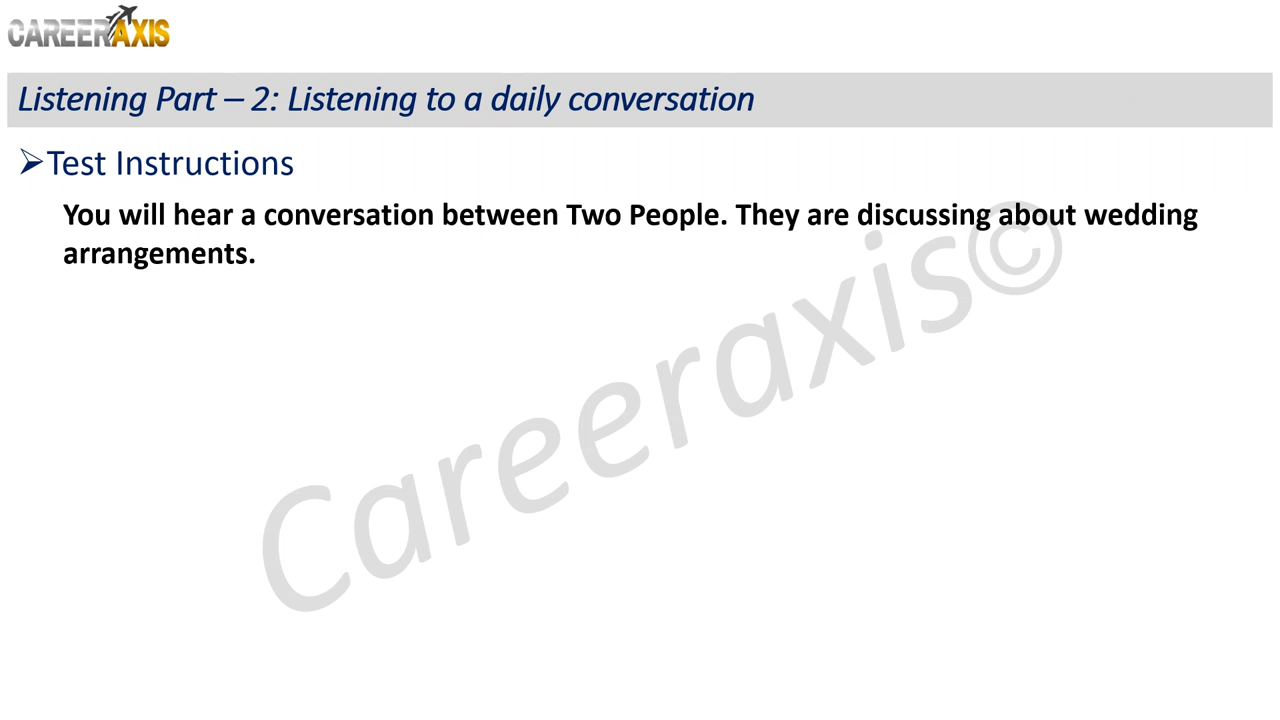 CAREERAXIS
Listening Part – 2: Listening to a daily conversation
Test Instructions
You will hear a conversation between Two People. They are discussing about wedding
arrangements.
Careeraxis©